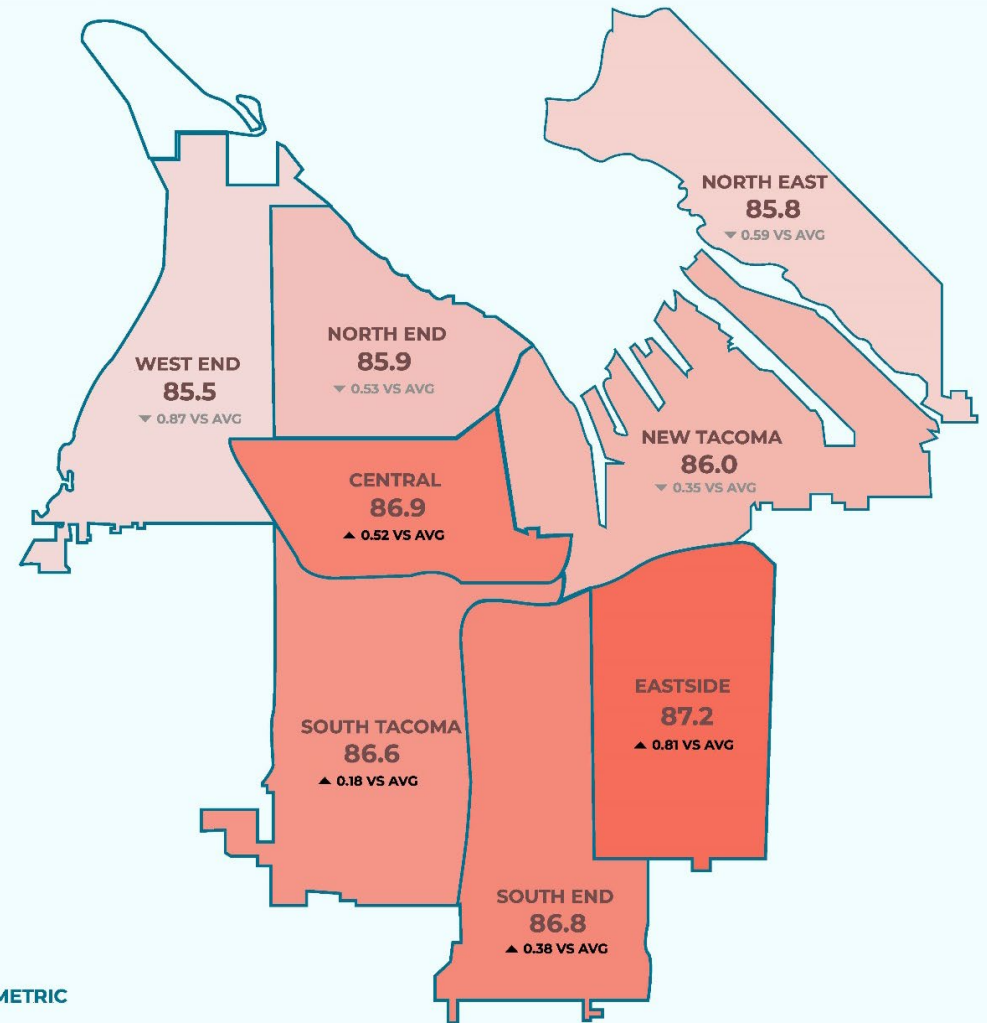 NORTH EAST
85.8
▼ 0.59 VS AVG
NORTH END
85.9
▼ 0.53 VS AVG
WEST END
85.5
▼ 0.87 VS AVG
NEW TACOMA
86.0
▼ 0.35 VS AVG
CENTRAL
86.9
▲ 0.52 VS AVG
EASTSIDE
87.2
▲ 0.81 VS AVG
SOUTH TACOMA
86.6
▲ 0.18 VS AVG
SOUTH END
86.8
▲ 0.38 VS AVG
METRIC